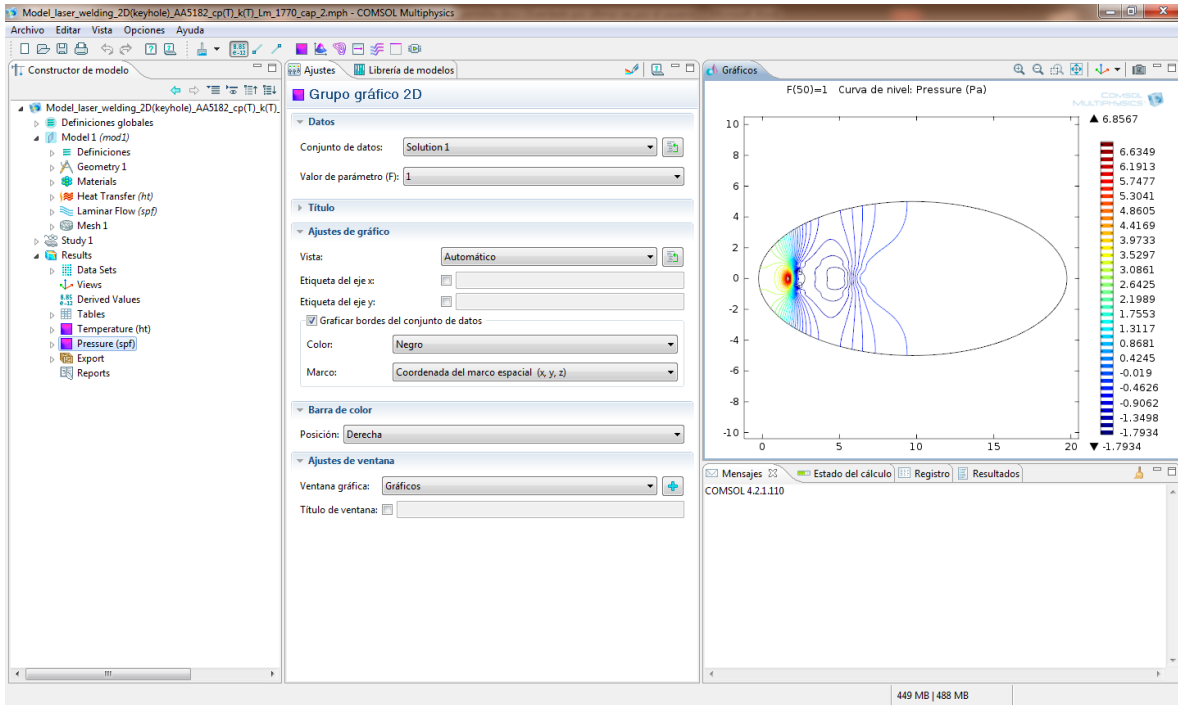 Model_laser_welding_2D(keyhole)_AA5182_cp(T)_k(T)_Lm_1770_cap_2.mph - COMSOL Multiphysics
Archivo Editar Vista Opciones Ayuda
Constructor de modelo
Model_laser_welding_2D(keyhole)_AA5182_cp(T)_k(T)_
Definiciones globales
Model 1 (mod1)
Definiciones
Geometry 1
Materials
Heat Transfer (ht)
Laminar Flow (spf)
Mesh 1
Study 1
Results
Data Sets
Views
8.85 e-12 Derived Values
Tables
Temperature (ht)
Pressure (spf)
Export
Reports
Ajustes Librería de modelos
Grupo gráfico 2D
Datos
Conjunto de datos: Solution 1
Valor de parámetro (F): 1
Título
Ajustes de gráfico
Vista: Automático
Etiqueta del eje x:
Etiqueta del eje y:
Graficar bordes del conjunto de datos
Color: Negro
Marco: Coordenada del marco espacial (x, y, z)
Barra de color
Posición: Derecha
Ajustes de ventana
Ventana gráfica: Gráficos
Título de ventana:
Gráficos
F(50)=1 Curva de nivel: Pressure (Pa)
COMSOL
MULTIPHYSICS
10
8
6
4
2
0
-2
-4
-6
-8
-10
0 5 10 15 20
6.8567
6.6349
6.1913
5.7477
5.3041
4.8605
4.4169
3.9733
3.5297
3.0861
2.6425
2.1989
1.7553
1.3117
0.8681
0.4245
-0.019
-0.4626
-0.9062
-1.3498
-1.7934
-1.7934
Mensajes Estado del cálculo Registro Resultados
COMSOL 4.2.1.110
449 MB | 488 MB